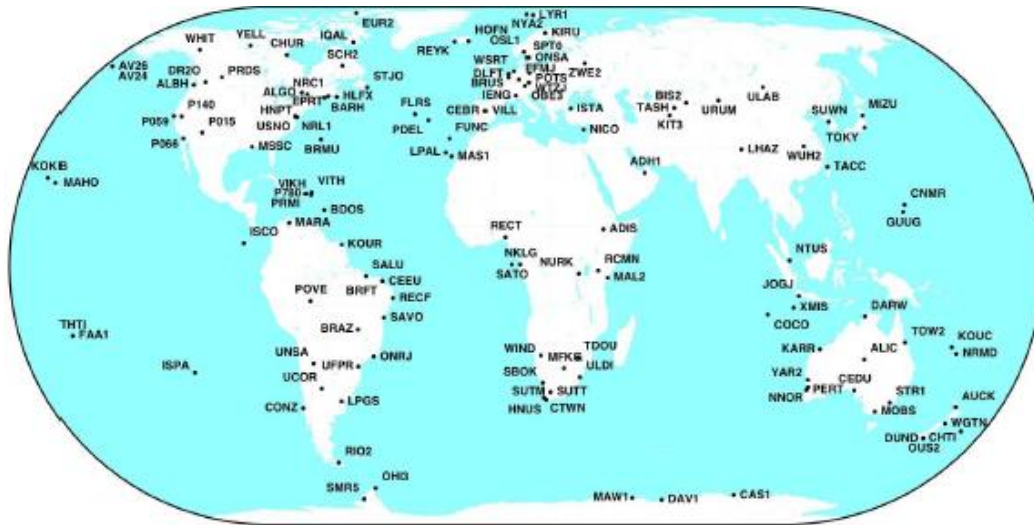 EUR2
HOFN
NYA2
LYR1
WHIT
YELL
CHUR
IQAL
REYK
OSL1
KIRU
SCH2
SPT0
WSRT
ONSA
AV26
AV24
DR2O
PRDS
STJO
EFMJ
ZWE2
ALBH
NRC1
DLFT
POTS
BRUS
WTZJ
ALGO
HLFX
IENG
OBE3
EPRT
BARH
P140
FLRS
CEBR
VILL
ISTA
BIS2
ULAB
HNPT
TASH
URUM
SUWN
MIZU
P059
P015
USNO
NRL1
PDEL
FUNC
NICO
KIT3
TOKY
P066
MSSC
BRMU
LPAL
MAS1
LHAZ
WUH2
KOKB
ADH1
TACC
MAHO
VIKH
VITH
P780
PRMI
BDOS
CNMR
MARA
RECT
ADIS
GUUG
ISCO
KOUR
NKLG
NURK
RCMN
NTUS
SALU
SATO
MAL2
CEEU
JOGJ
POVE
BRFT
RECF
XMIS
DARW
SAVO
COCO
THTI
FAA1
BRAZ
TOW2
KOUC
UNSA
ONRJ
WIND
MFKG
TDOU
KARR
ALIC
NRMD
ISPA
UFPR
SBOK
ULDI
UCOR
YAR2
CEDU
SUTM
SUTT
PERT
STR1
CONZ
LPGS
HNUS
CTWN
NNOR
MOBS
AUCK
WGTN
DUND
CHTI
OUS2
RIO2
OHI3
SMR5
MAW1
DAV1
CAS1